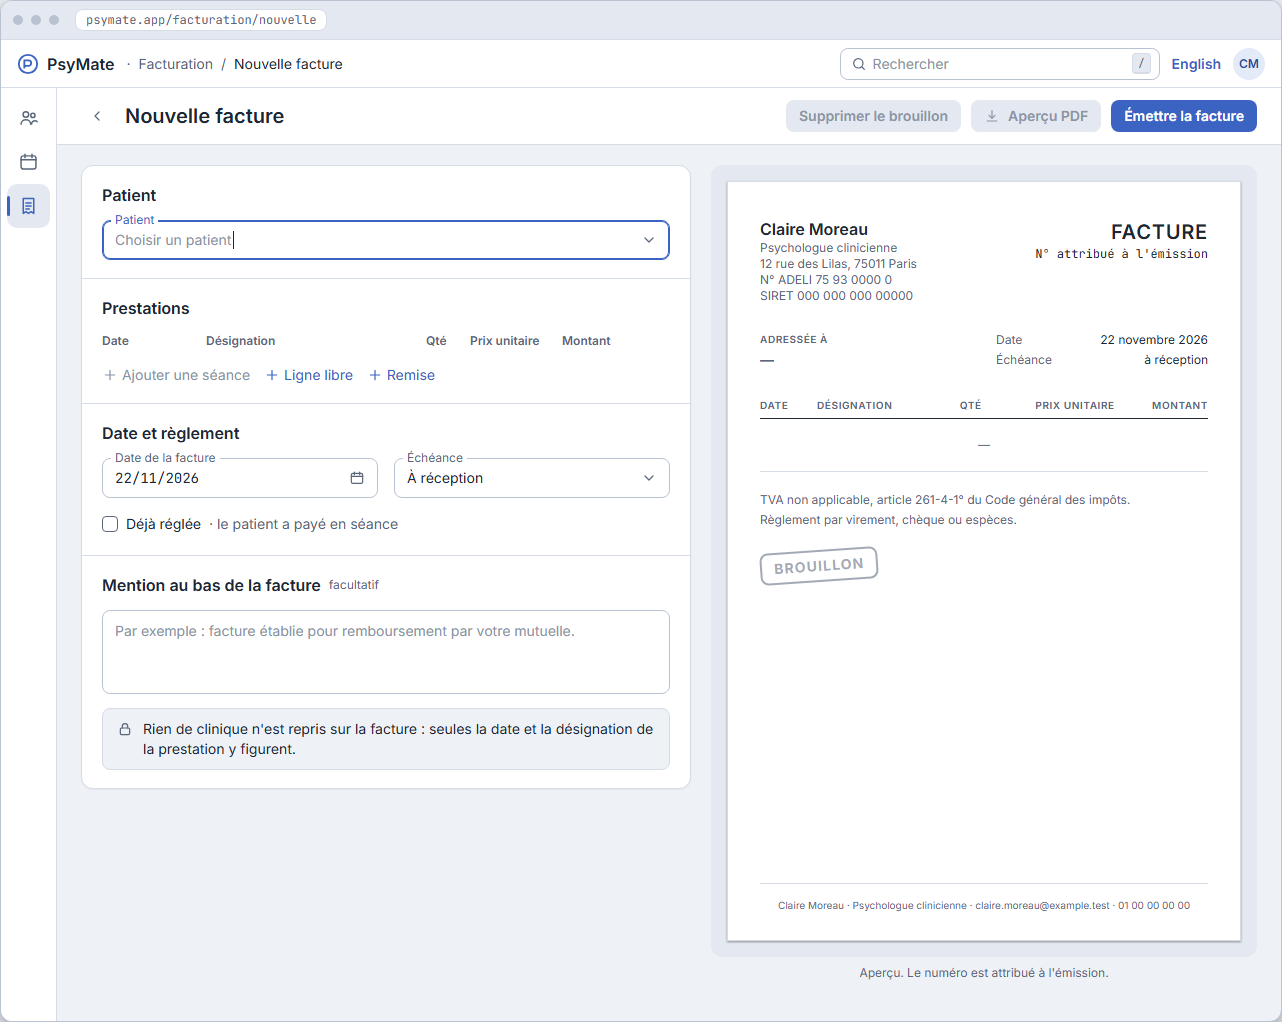 psymate.app/facturation/nouvelle
PsyMate · Facturation / Nouvelle facture
Rechercher /
English
CM
Nouvelle facture
Supprimer le brouillon
Aperçu PDF
Émettre la facture
Patient
Patient
Choisir un patient
Prestations
Date Désignation Qté Prix unitaire Montant
+ Ajouter une séance + Ligne libre + Remise
Date et règlement
Date de la facture
22/11/2026
Échéance
À réception
Déjà réglée · le patient a payé en séance
Mention au bas de la facture facultatif
Par exemple : facture établie pour remboursement par votre mutuelle.
Rien de clinique n'est repris sur la facture : seules la date et la désignation de
la prestation y figurent.
Claire Moreau
Psychologue clinicienne
12 rue des Lilas, 75011 Paris
N° ADELI 75 93 0000 0
SIRET 000 000 000 00000
FACTURE
N° attribué à l'émission
ADRESSÉE À
—
Date 22 novembre 2026
Échéance à réception
DATE DÉSIGNATION QTÉ PRIX UNITAIRE MONTANT
—
TVA non applicable, article 261-4-1° du Code général des impôts.
Règlement par virement, chèque ou espèces.
BROUILLON
Claire Moreau · Psychologue clinicienne · claire.moreau@example.test · 01 00 00 00 00
Aperçu. Le numéro est attribué à l'émission.